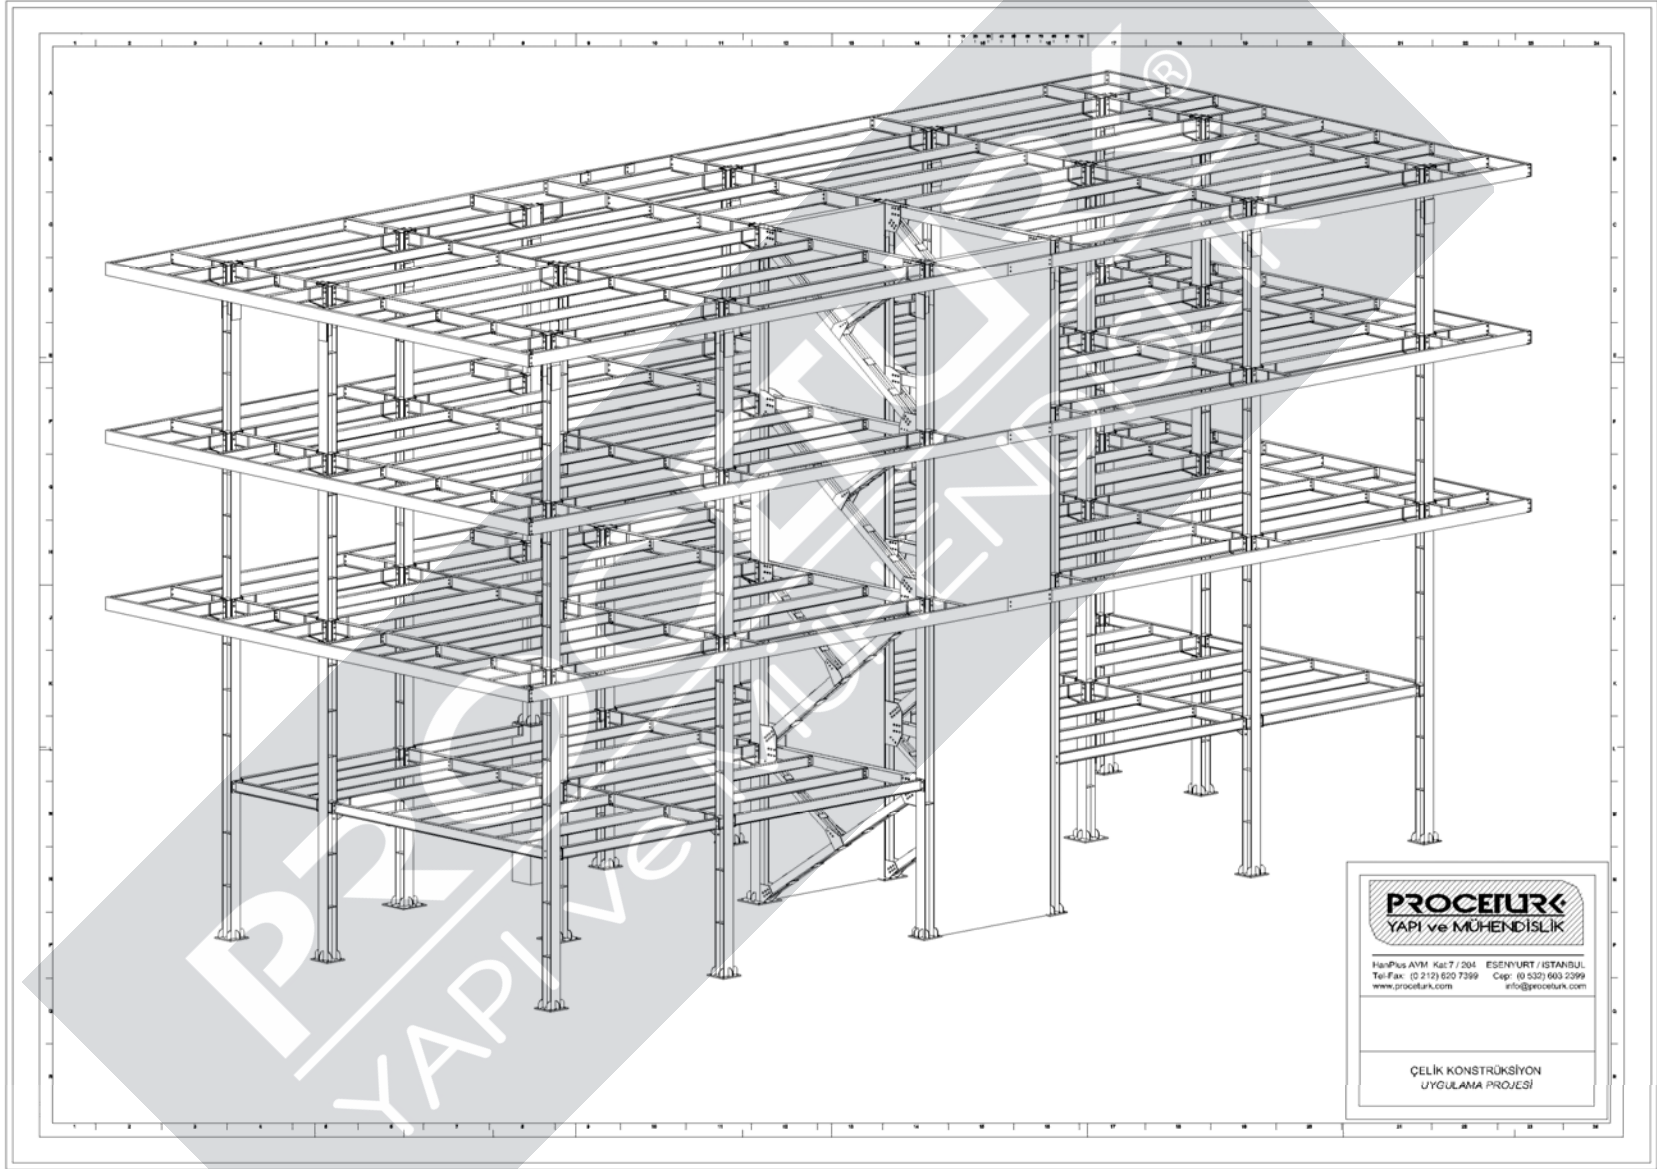 PROCETURK
YAPI ve MÜHENDİSLİK
®
PROCETURK
YAPI ve MÜHENDİSLİK
HanPlus AVM Kat:7 / 204 ESENYURT / İSTANBUL
Tel-Fax: (0 212) 620 7399 Cep: (0 532) 603 2399
www.proceturk.com info@proceturk.com
ÇELİK KONSTRÜKSİYON
UYGULAMA PROJESİ